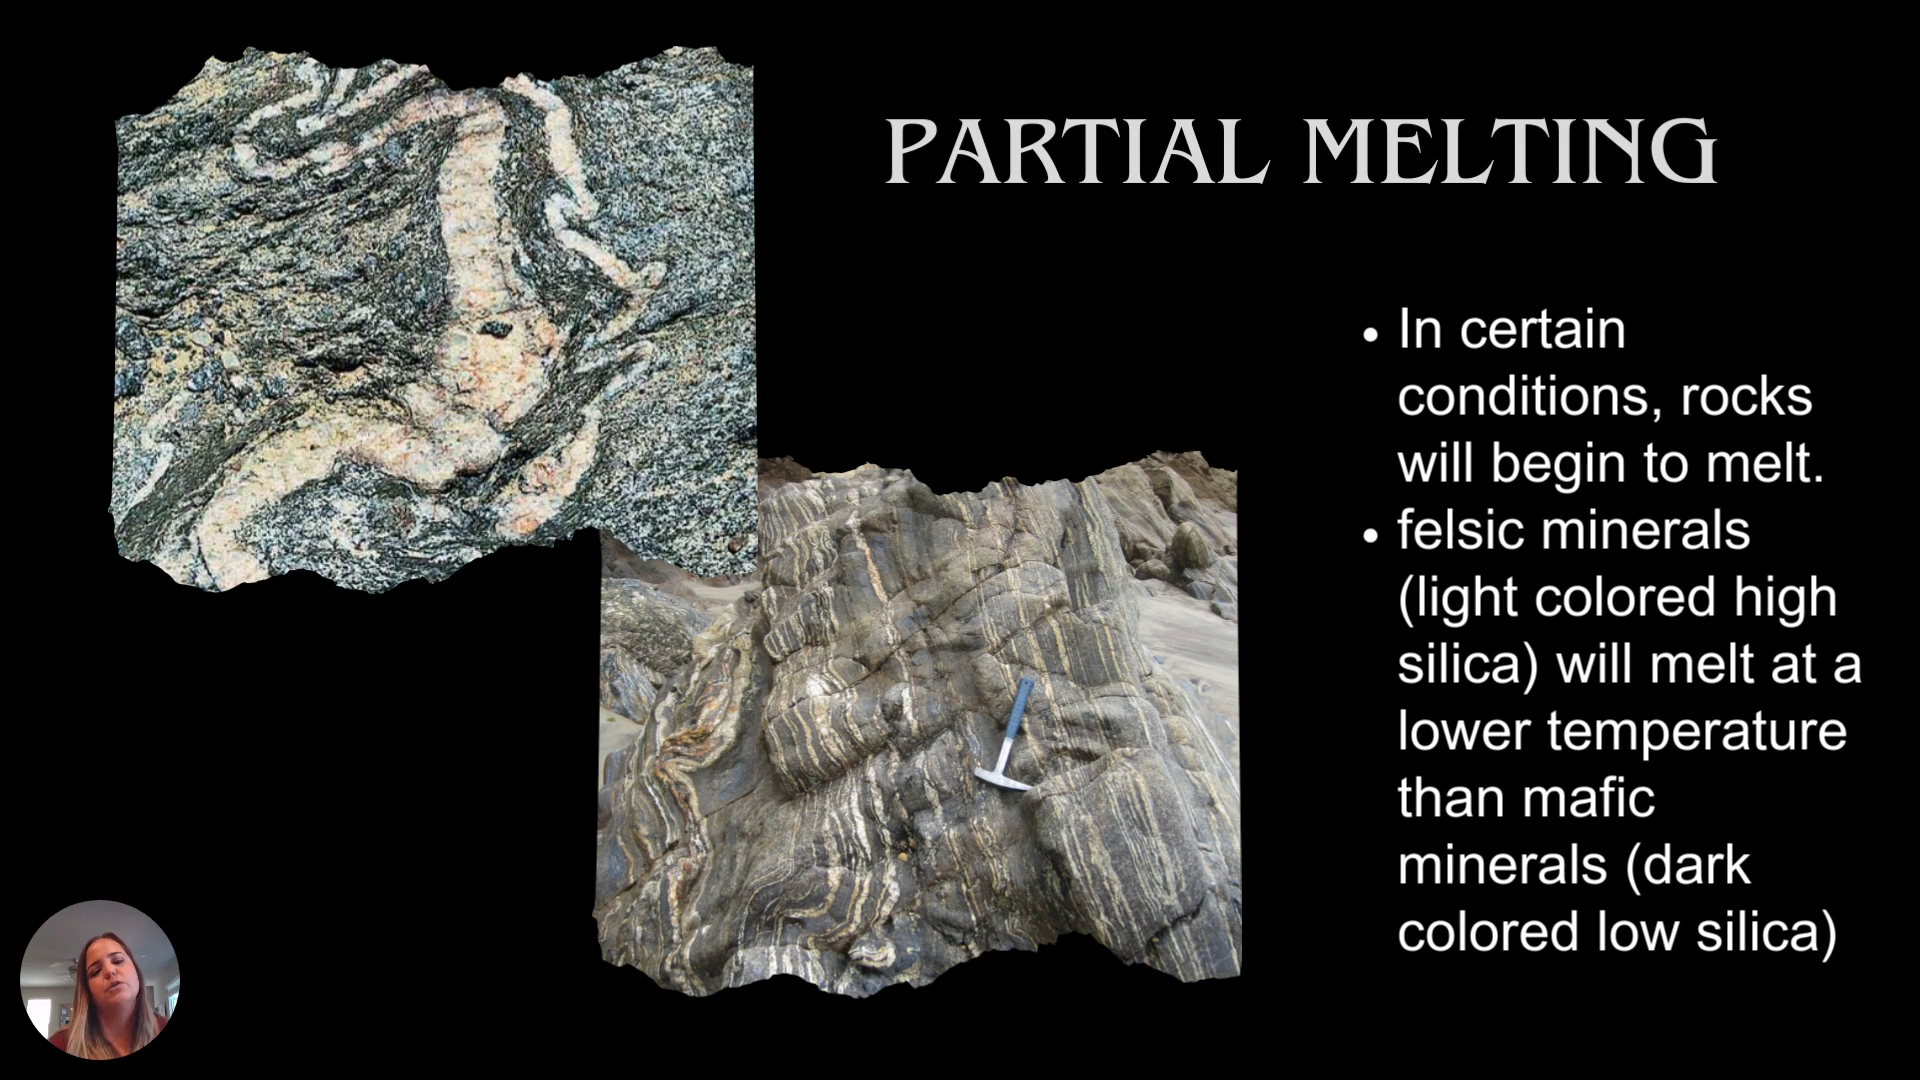 PARTIAL MELTING
• In certain
conditions, rocks
will begin to melt.
• felsic minerals
(light colored high
silica) will melt at a
lower temperature
than mafic
minerals (dark
colored low silica)